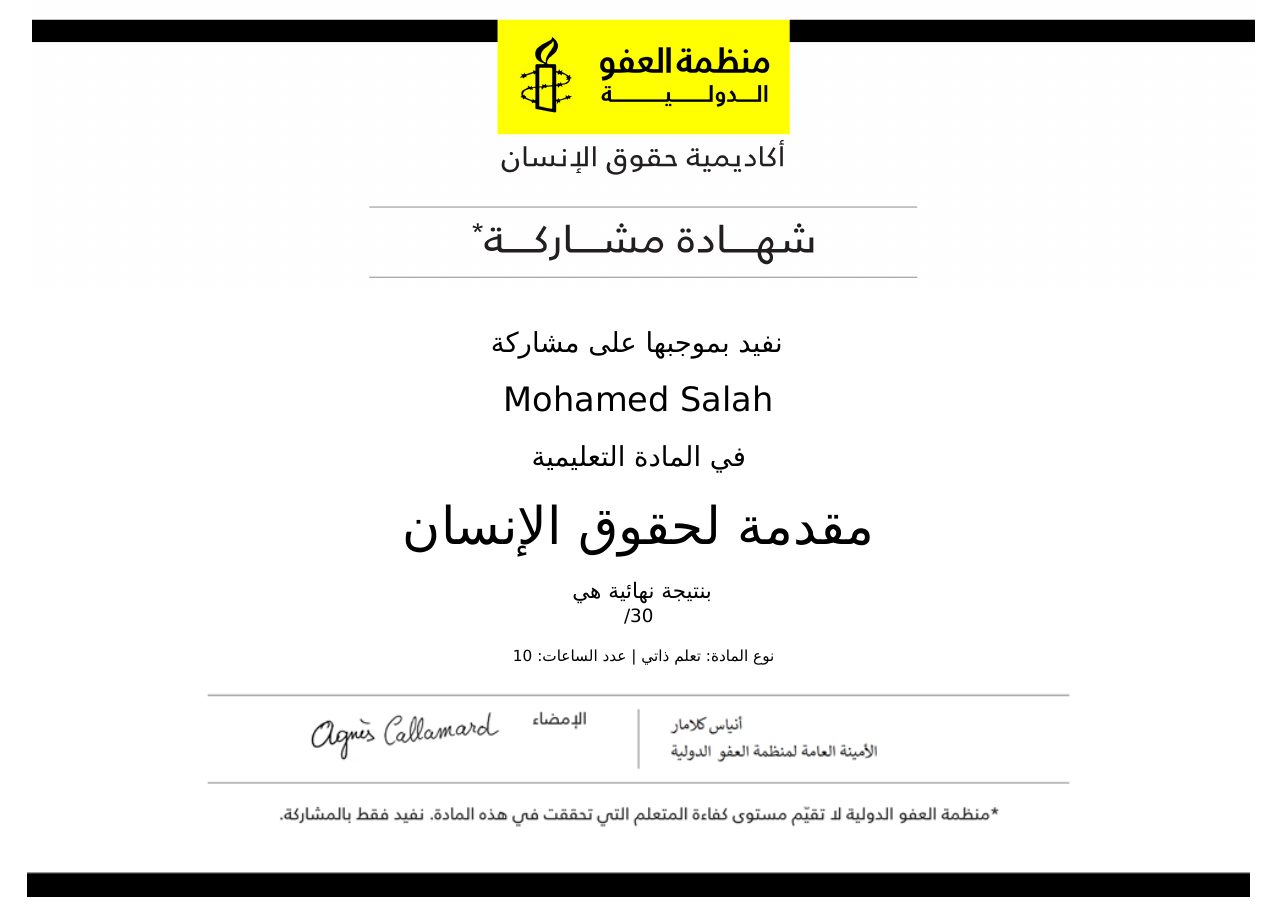 منظمة العفو
الدولية
أكاديمية حقوق الإنسان
شهادة مشاركة*
نفيد بموجبها على مشاركة
Mohamed Salah
في المادة التعليمية
مقدمة لحقوق الإنسان
بنتيجة نهائية هي
/30
نوع المادة: تعلم ذاتي | عدد الساعات: 10
أنياس كلامار
الأمينة العامة لمنظمة العفو الدولية
الإمضاء
Agnès Callamard
*منظمة العفو الدولية لا تقيّم مستوى كفاءة المتعلم التي تحققت في هذه المادة. نفيد فقط بالمشاركة.